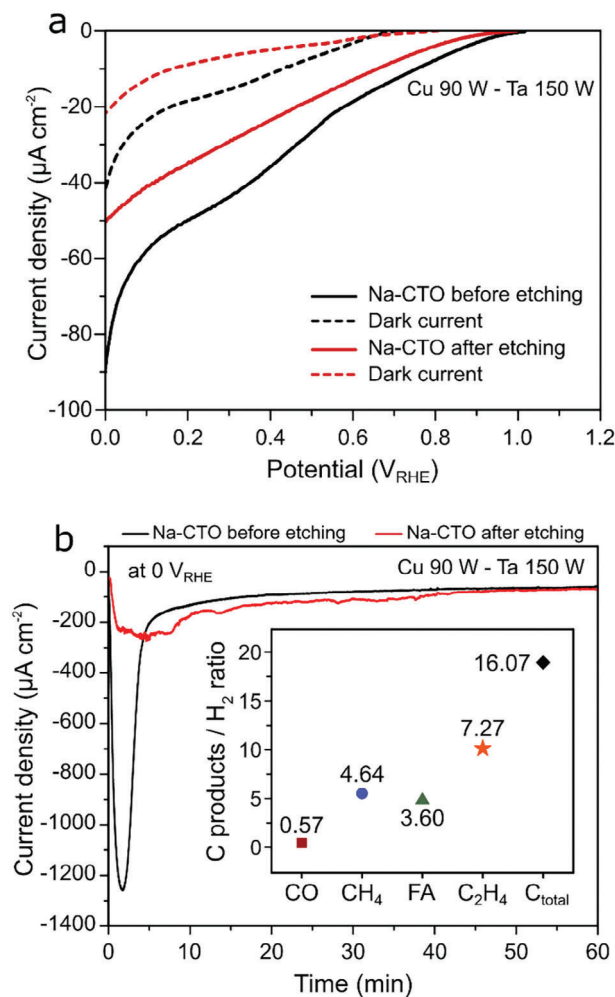 a
0
-20
-40
-60
-80
-100
Current density (µA cm⁻²)
Cu 90 W - Ta 150 W
Na-CTO before etching
Dark current
Na-CTO after etching
Dark current
0.0 0.2 0.4 0.6 0.8 1.0 1.2
Potential (V_RHE)
b
Na-CTO before etching Na-CTO after etching
at 0 V_RHE
Cu 90 W - Ta 150 W
0
-200
-400
-600
-800
-1000
-1200
-1400
Current density (µA cm⁻²)
20
15
10
5
0
C products / H₂ ratio
16.07
7.27
4.64
3.60
0.57
CO CH₄ FA C₂H₄ C_total
0 10 20 30 40 50 60
Time (min)